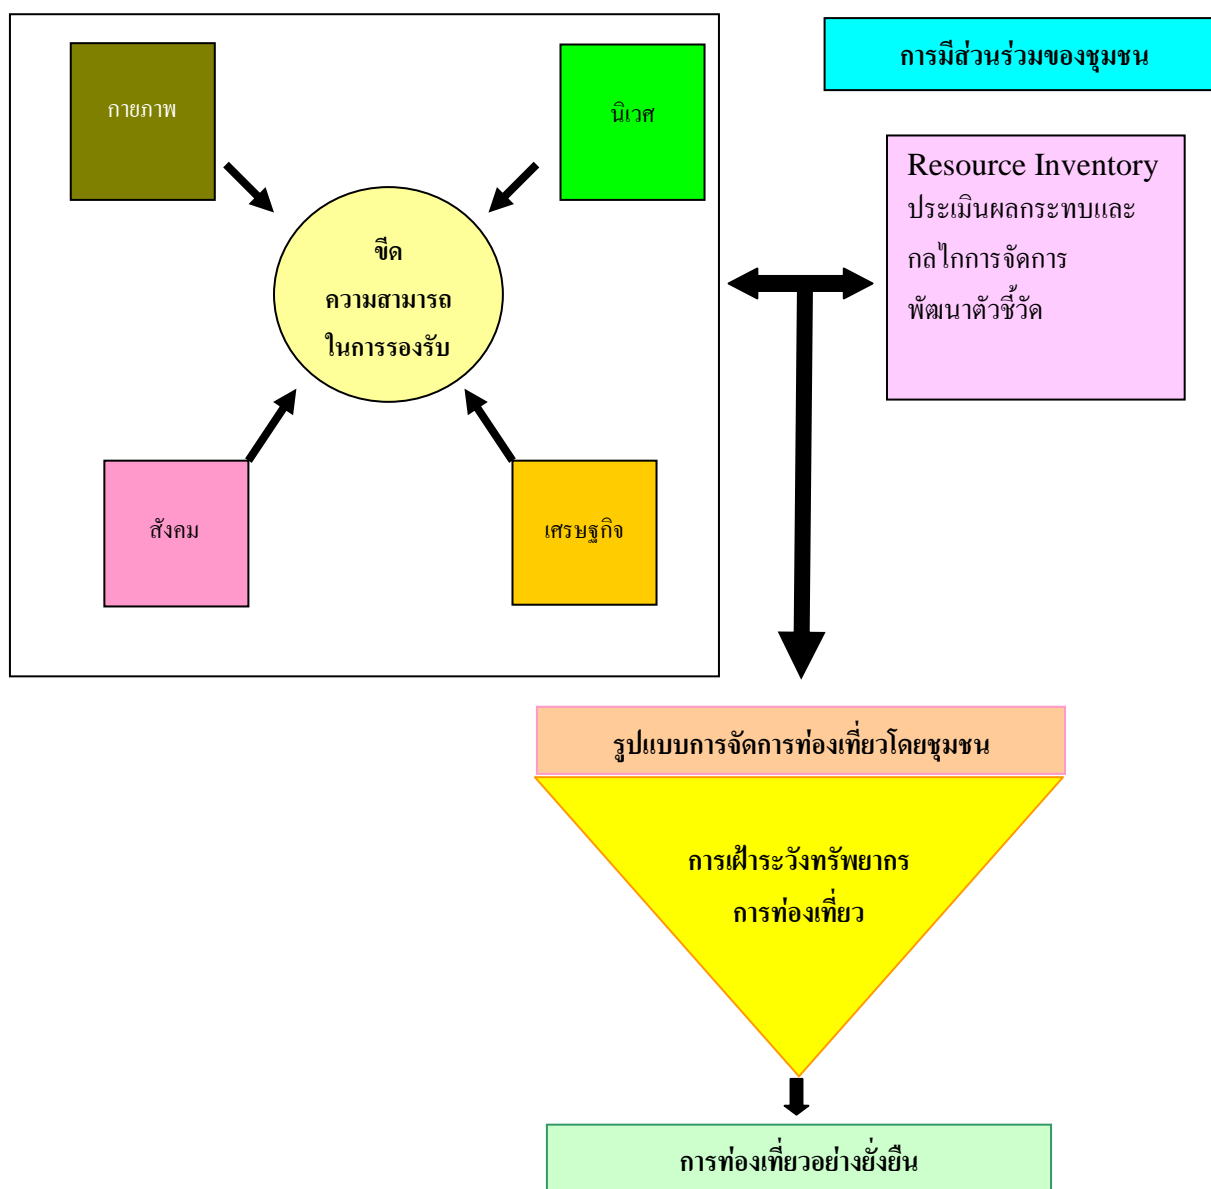 กายภาพ
นิเวศ
ขีด
ความสามารถ
ในการรองรับ
สังคม
เศรษฐกิจ
การมีส่วนร่วมของชุมชน
Resource Inventory
ประเมินผลกระทบและ
กลไกการจัดการ
พัฒนาตัวชี้วัด
รูปแบบการจัดการท่องเที่ยวโดยชุมชน
การเฝ้าระวังทรัพยากร
การท่องเที่ยว
การท่องเที่ยวอย่างยั่งยืน